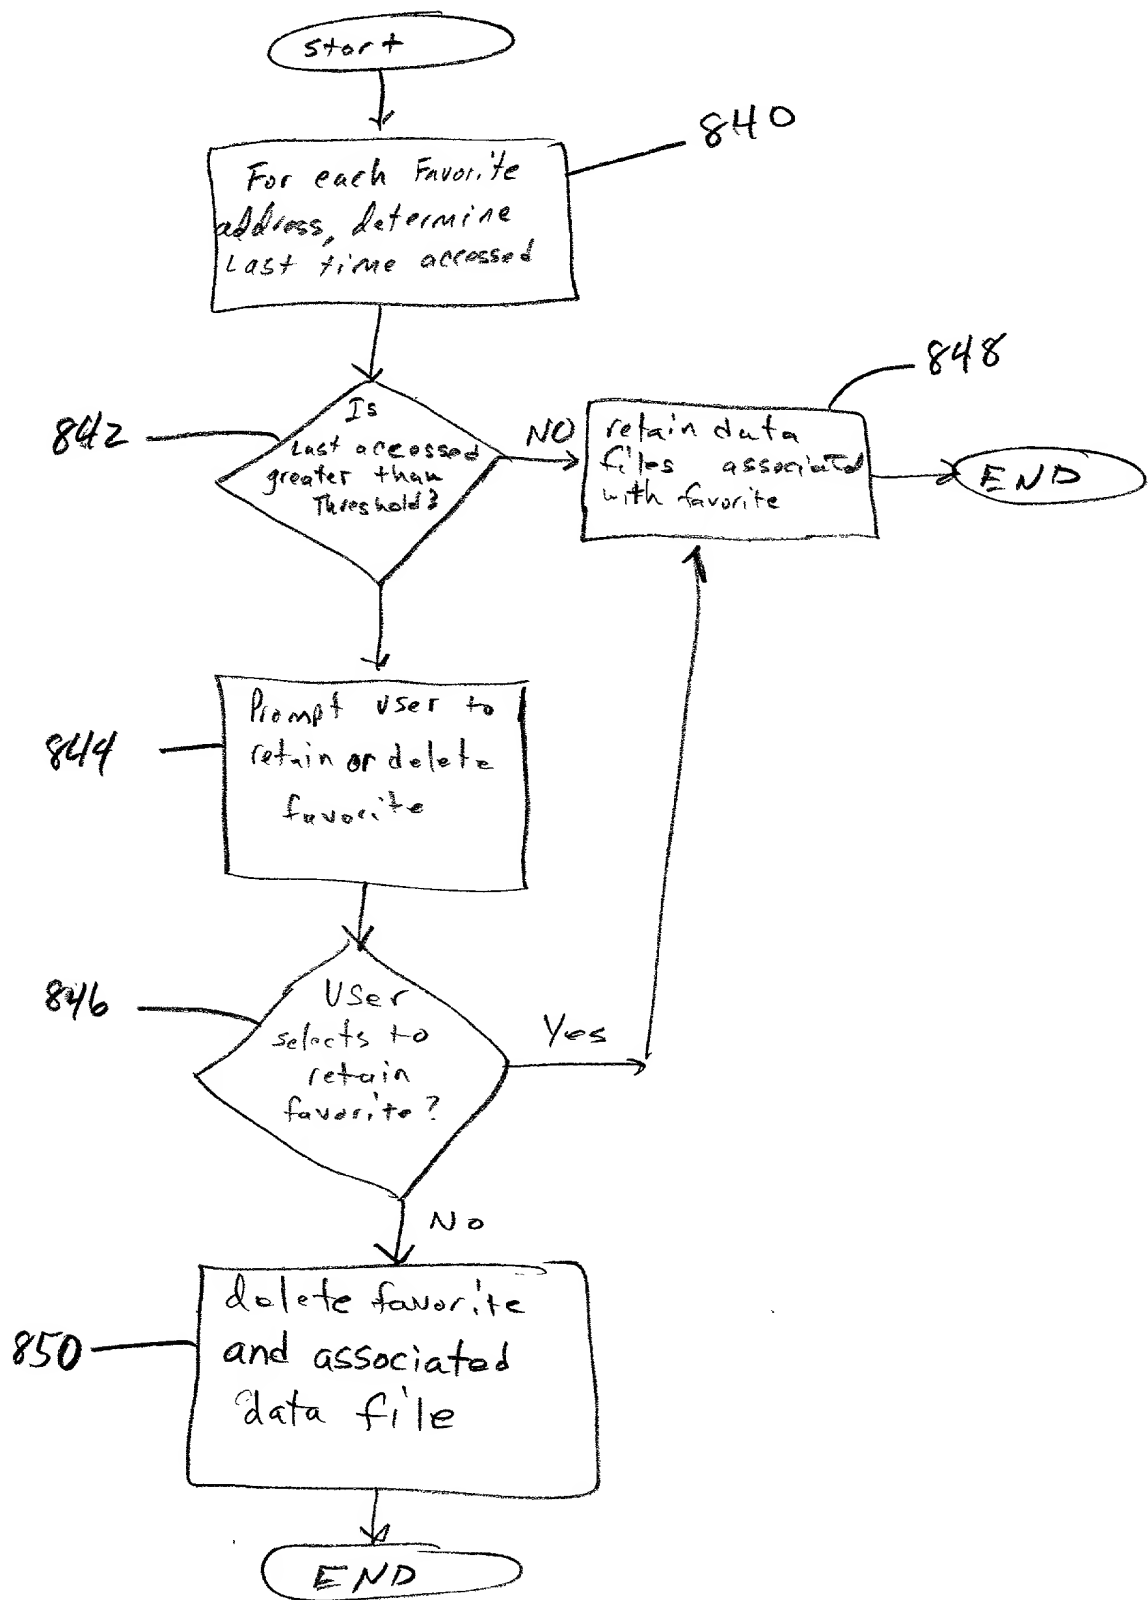 start
840
For each Favorite
address, determine
Last time accessed
842
Is
Last accessed
greater than
Threshold?
NO
848
retain data
files associated
with favorite
END
844
Prompt user to
retain or delete
favorite
846
User
selects to
retain
favorite?
Yes
No
850
delete favorite
and associated
data file
END